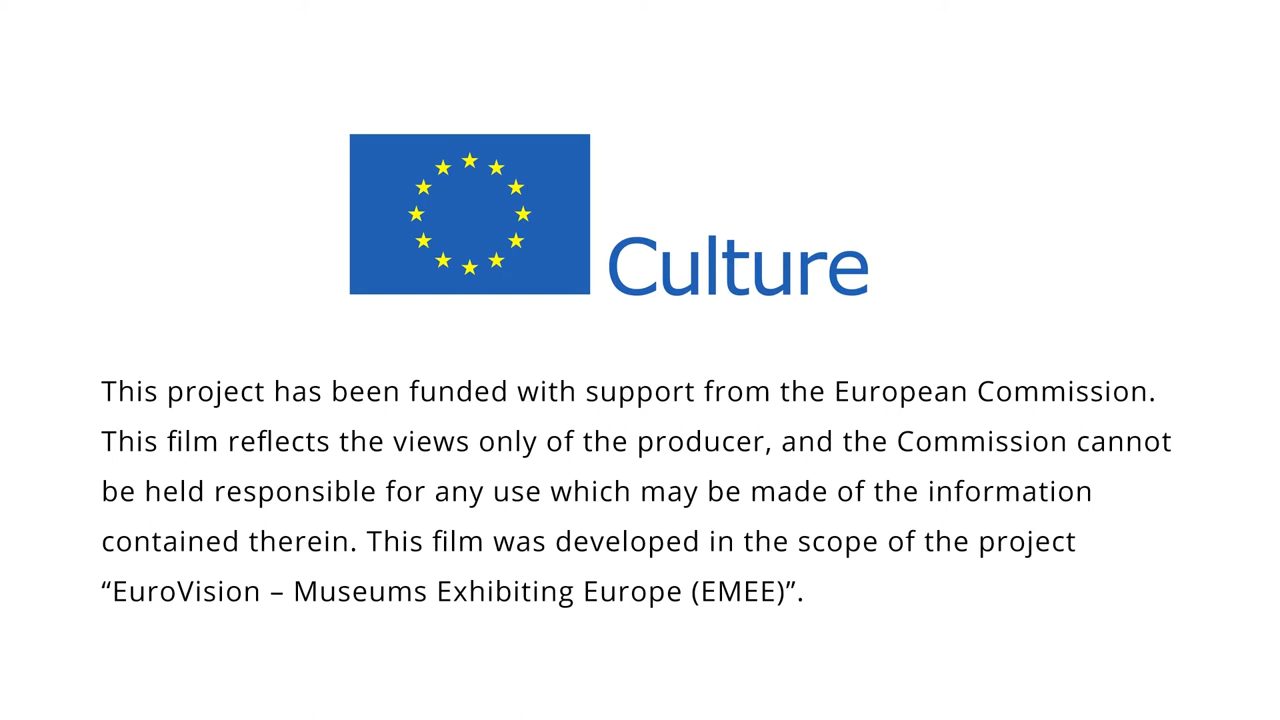 Culture
This project has been funded with support from the European Commission.
This film reflects the views only of the producer, and the Commission cannot
be held responsible for any use which may be made of the information
contained therein. This film was developed in the scope of the project
“EuroVision – Museums Exhibiting Europe (EMEE)”.